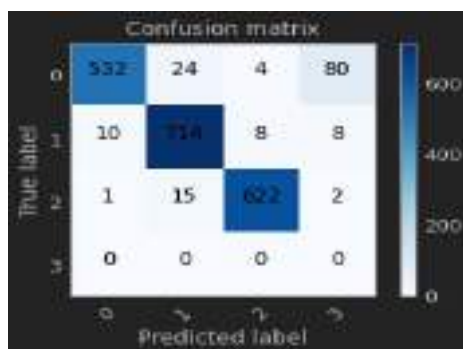 Confusion matrix
0 532 24 4 80
1 10 714 8 8
2 1 15 622 2
3 0 0 0 0
0 1 2 3
600
400
200
0
True label
Predicted label